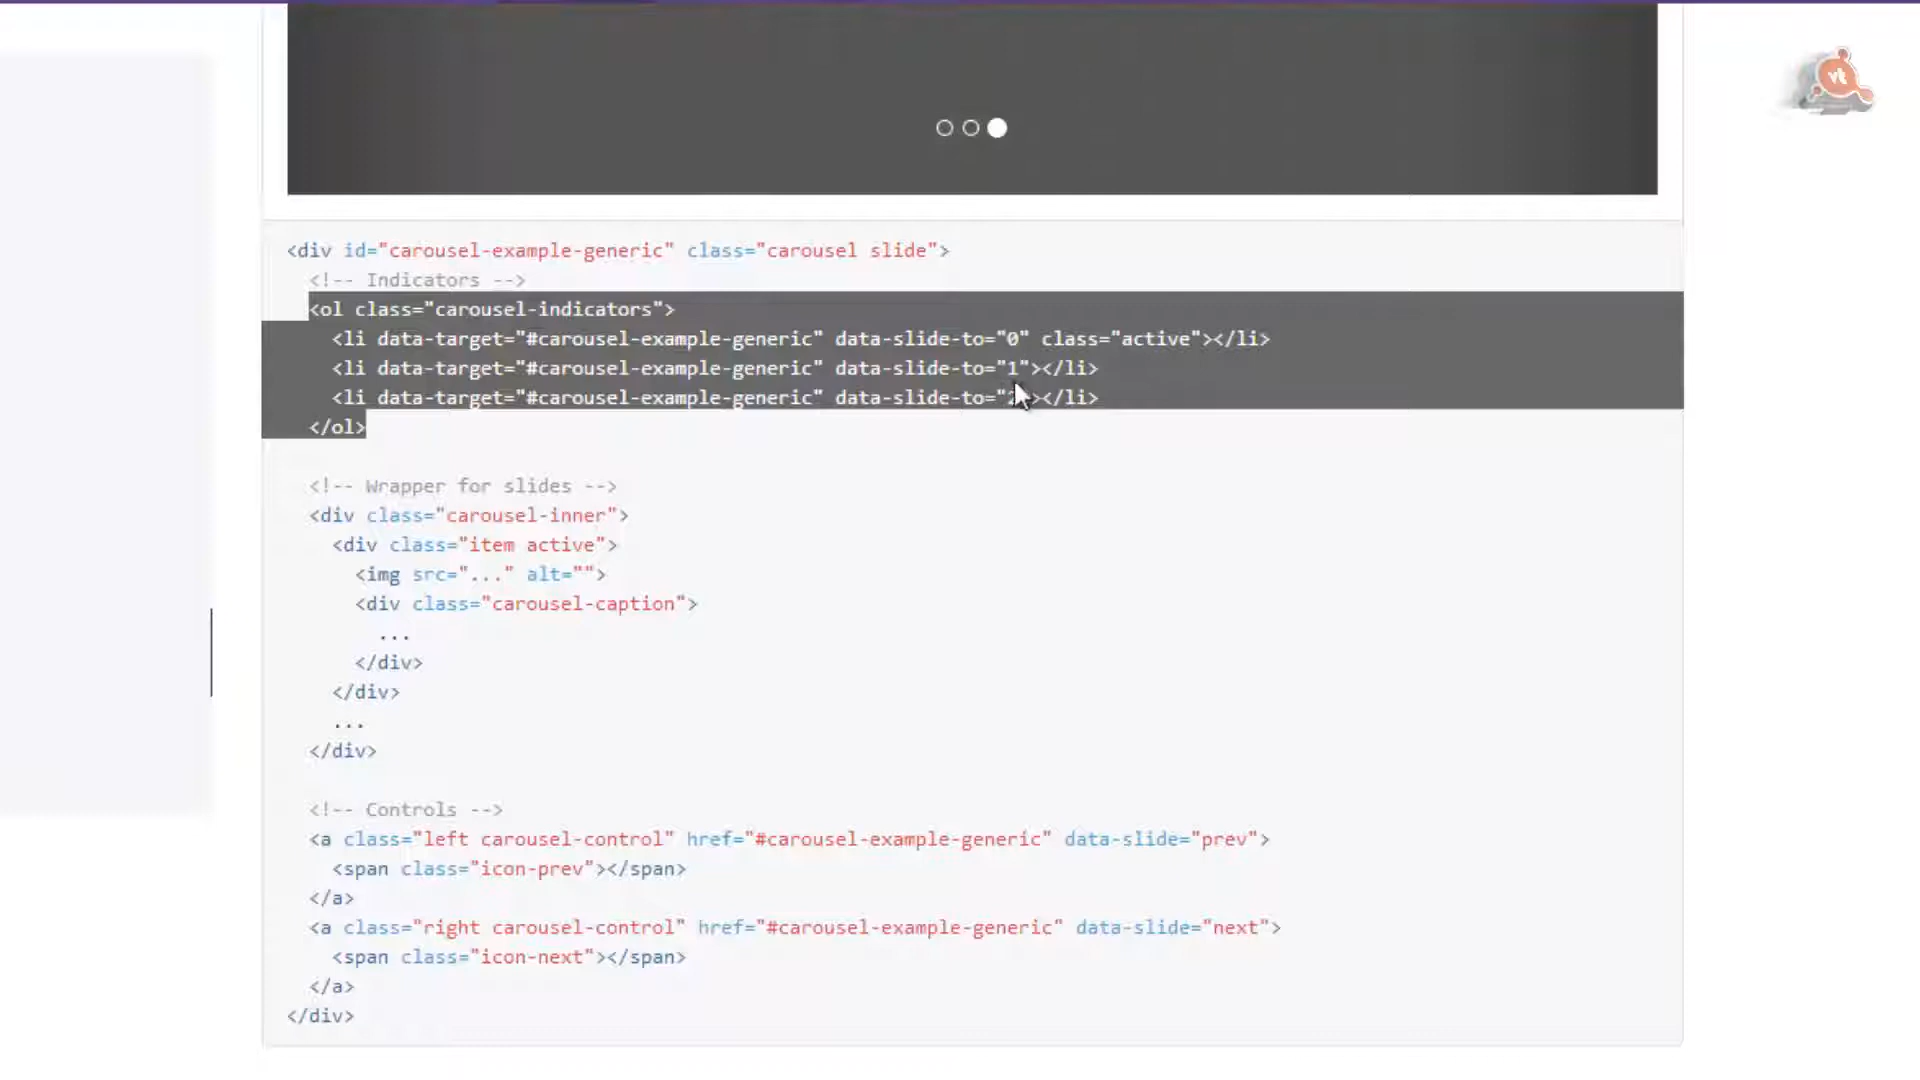 vt
<div id="carousel-example-generic" class="carousel slide">
<!-- Indicators -->
<ol class="carousel-indicators">
<li data-target="#carousel-example-generic" data-slide-to="0" class="active"></li>
<li data-target="#carousel-example-generic" data-slide-to="1"></li>
<li data-target="#carousel-example-generic" data-slide-to="2"></li>
</ol>
<!-- Wrapper for slides -->
<div class="carousel-inner">
<div class="item active">
<img src="..." alt="">
<div class="carousel-caption">
...
</div>
</div>
...
</div>
<!-- Controls -->
<a class="left carousel-control" href="#carousel-example-generic" data-slide="prev">
<span class="icon-prev"></span>
</a>
<a class="right carousel-control" href="#carousel-example-generic" data-slide="next">
<span class="icon-next"></span>
</a>
</div>